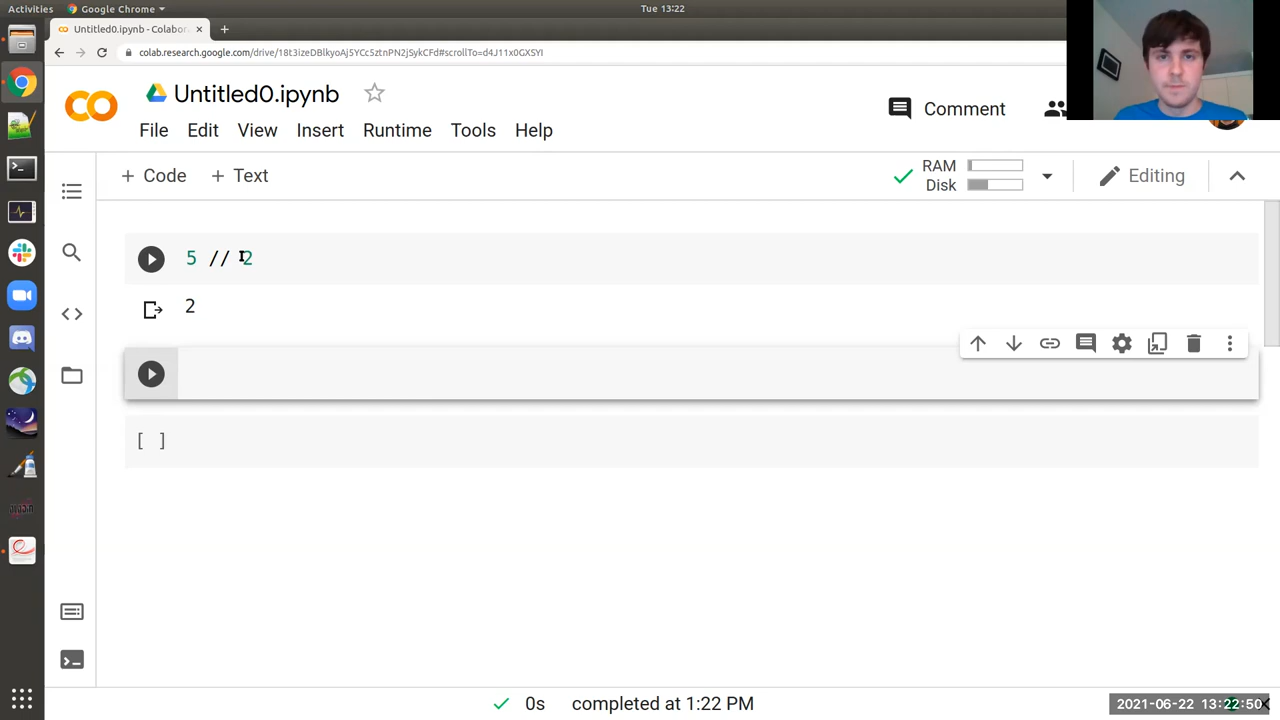 Activities Google Chrome Tue 13:22
Untitled0.ipynb - Colabor
colab.research.google.com/drive/18t3izeDBlkyoAj5YCc5ztnPN2jSykCFd#scrollTo=d4J11x0GXSYI
Untitled0.ipynb
Comment
File Edit View Insert Runtime Tools Help
+ Code + Text
RAM
Disk
Editing
5 // 2
2
[ ]
0s completed at 1:22 PM
2021-06-22 13:22:50